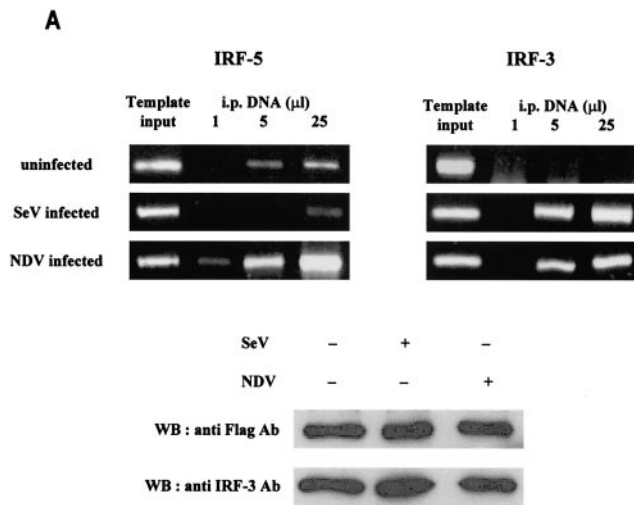 A
IRF-5
IRF-3
Template input
i.p. DNA (µl)
1 5 25
Template input
i.p. DNA (µl)
1 5 25
uninfected
SeV infected
NDV infected
SeV – + –
NDV – – +
WB : anti Flag Ab
WB : anti IRF-3 Ab